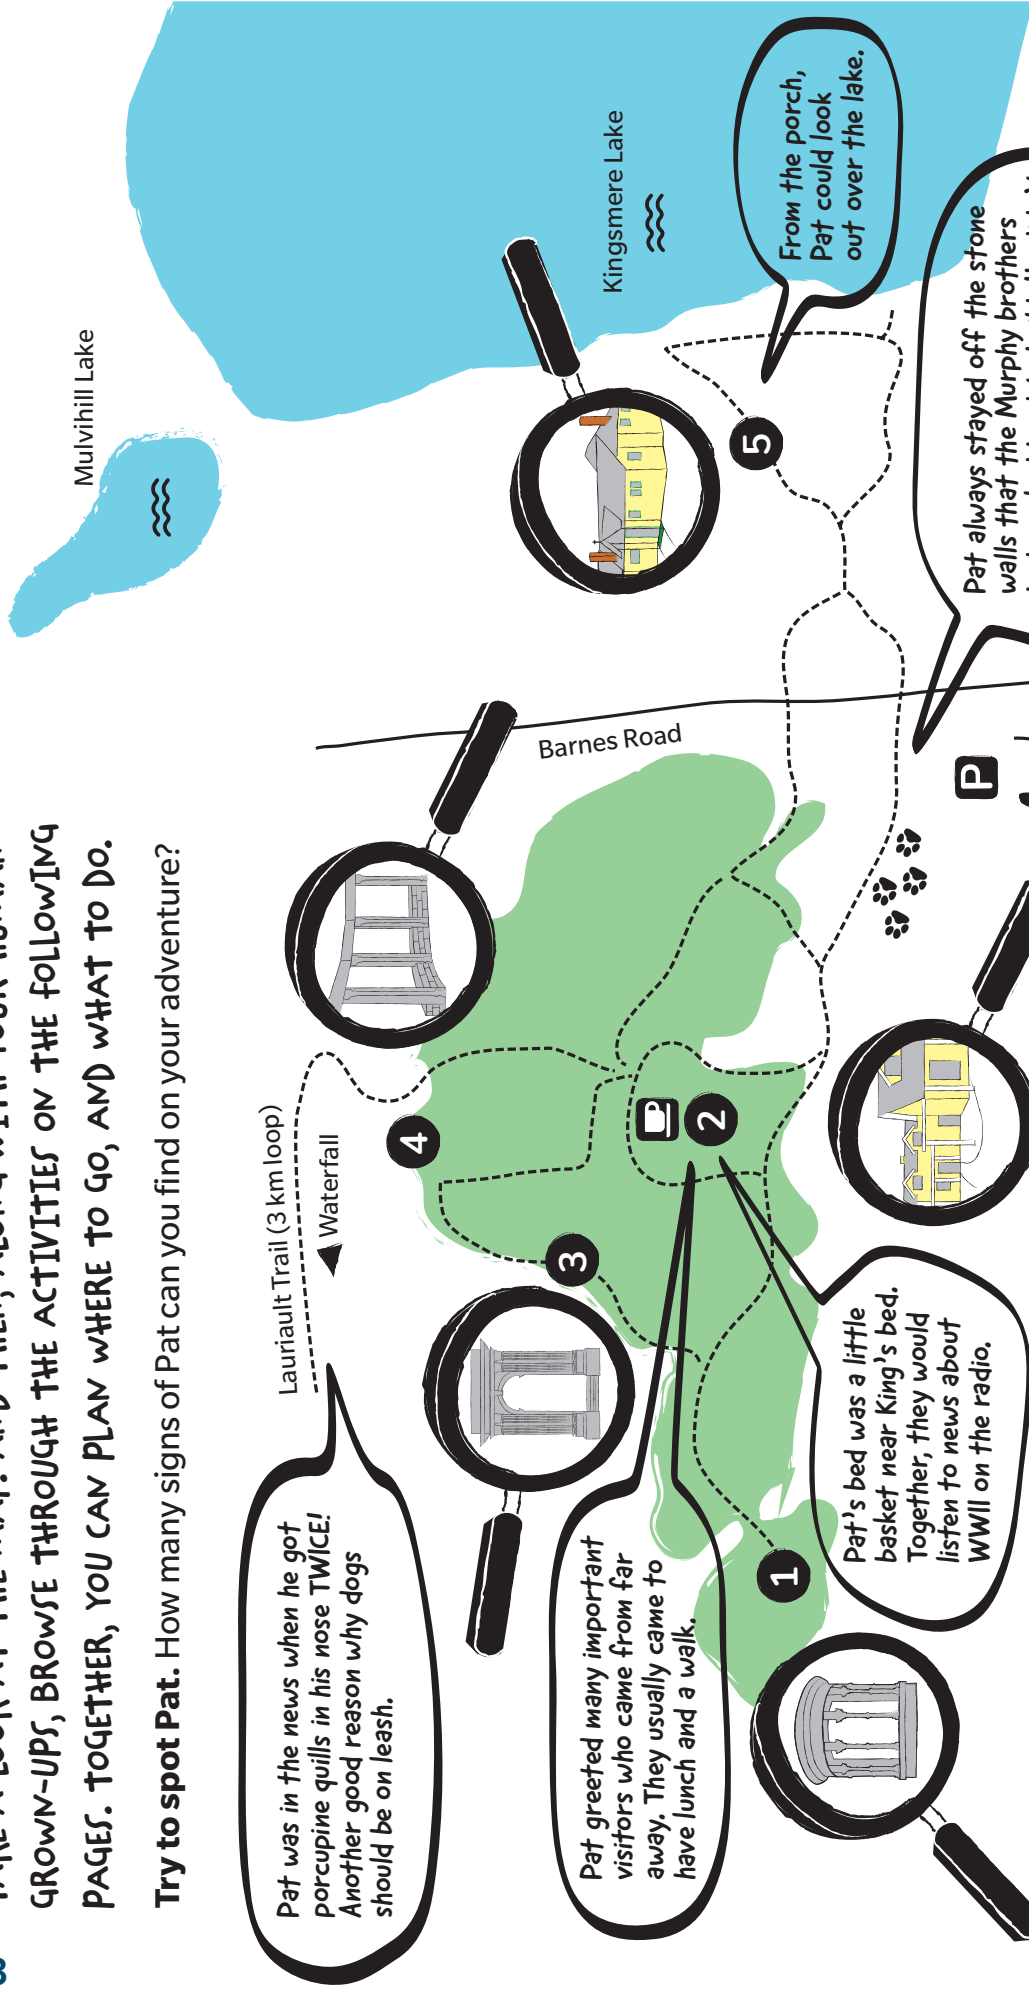 GROWN-UPS, BROWSE THROUGH THE ACTIVITIES ON THE FOLLOWING
PAGES. TOGETHER, YOU CAN PLAN WHERE TO GO, AND WHAT TO DO.
Try to spot Pat. How many signs of Pat can you find on your adventure?
Mulvihill Lake
Kingsmere Lake
Barnes Road
Lauriault Trail (3 km loop)
Waterfall
Pat was in the news when he got
porcupine quills in his nose TWICE!
Another good reason why dogs
should be on leash.
Pat greeted many important
visitors who came from far
away. They usually came to
have lunch and a walk.
Pat's bed was a little
basket near King's bed.
Together, they would
listen to news about
WWII on the radio.
From the porch,
Pat could look
out over the lake.
Pat always stayed off the stone
walls that the Murphy brothers
1
2
3
4
5
P